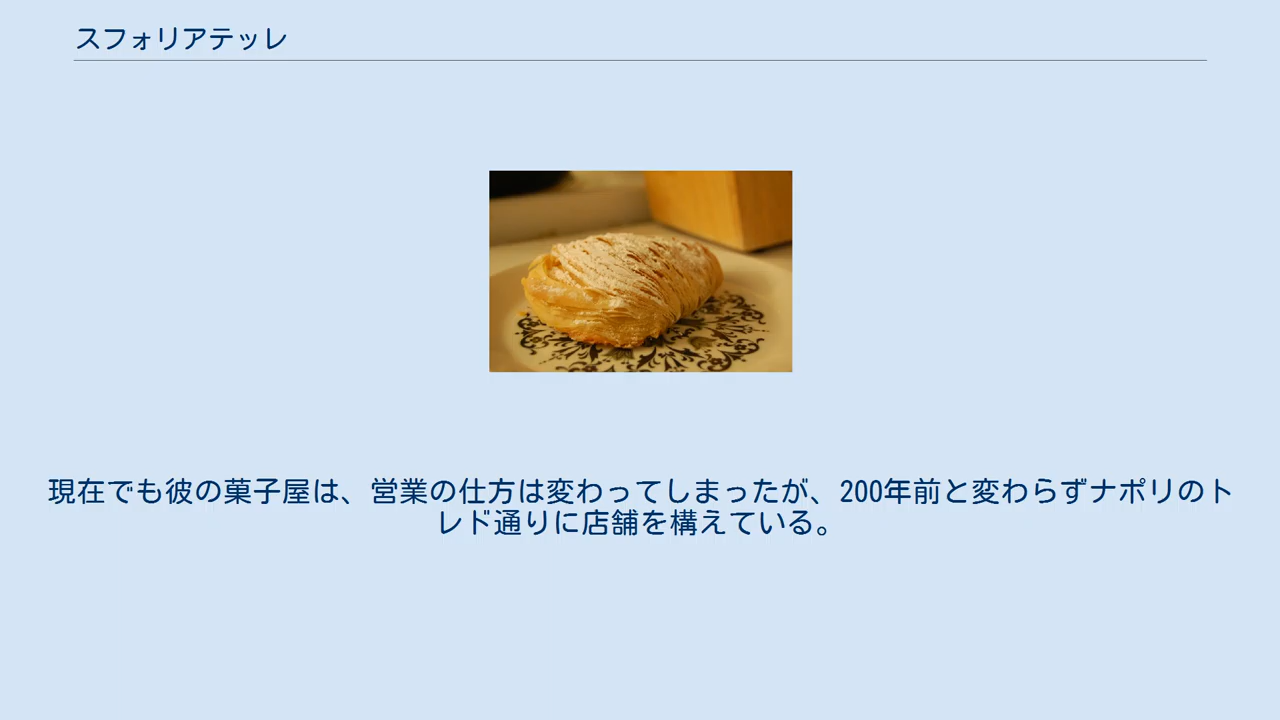 スフォリアテッレ
現在でも彼の菓子屋は、営業の仕方は変わってしまったが、200年前と変わらずナポリのト
レド通りに店舗を構えている。